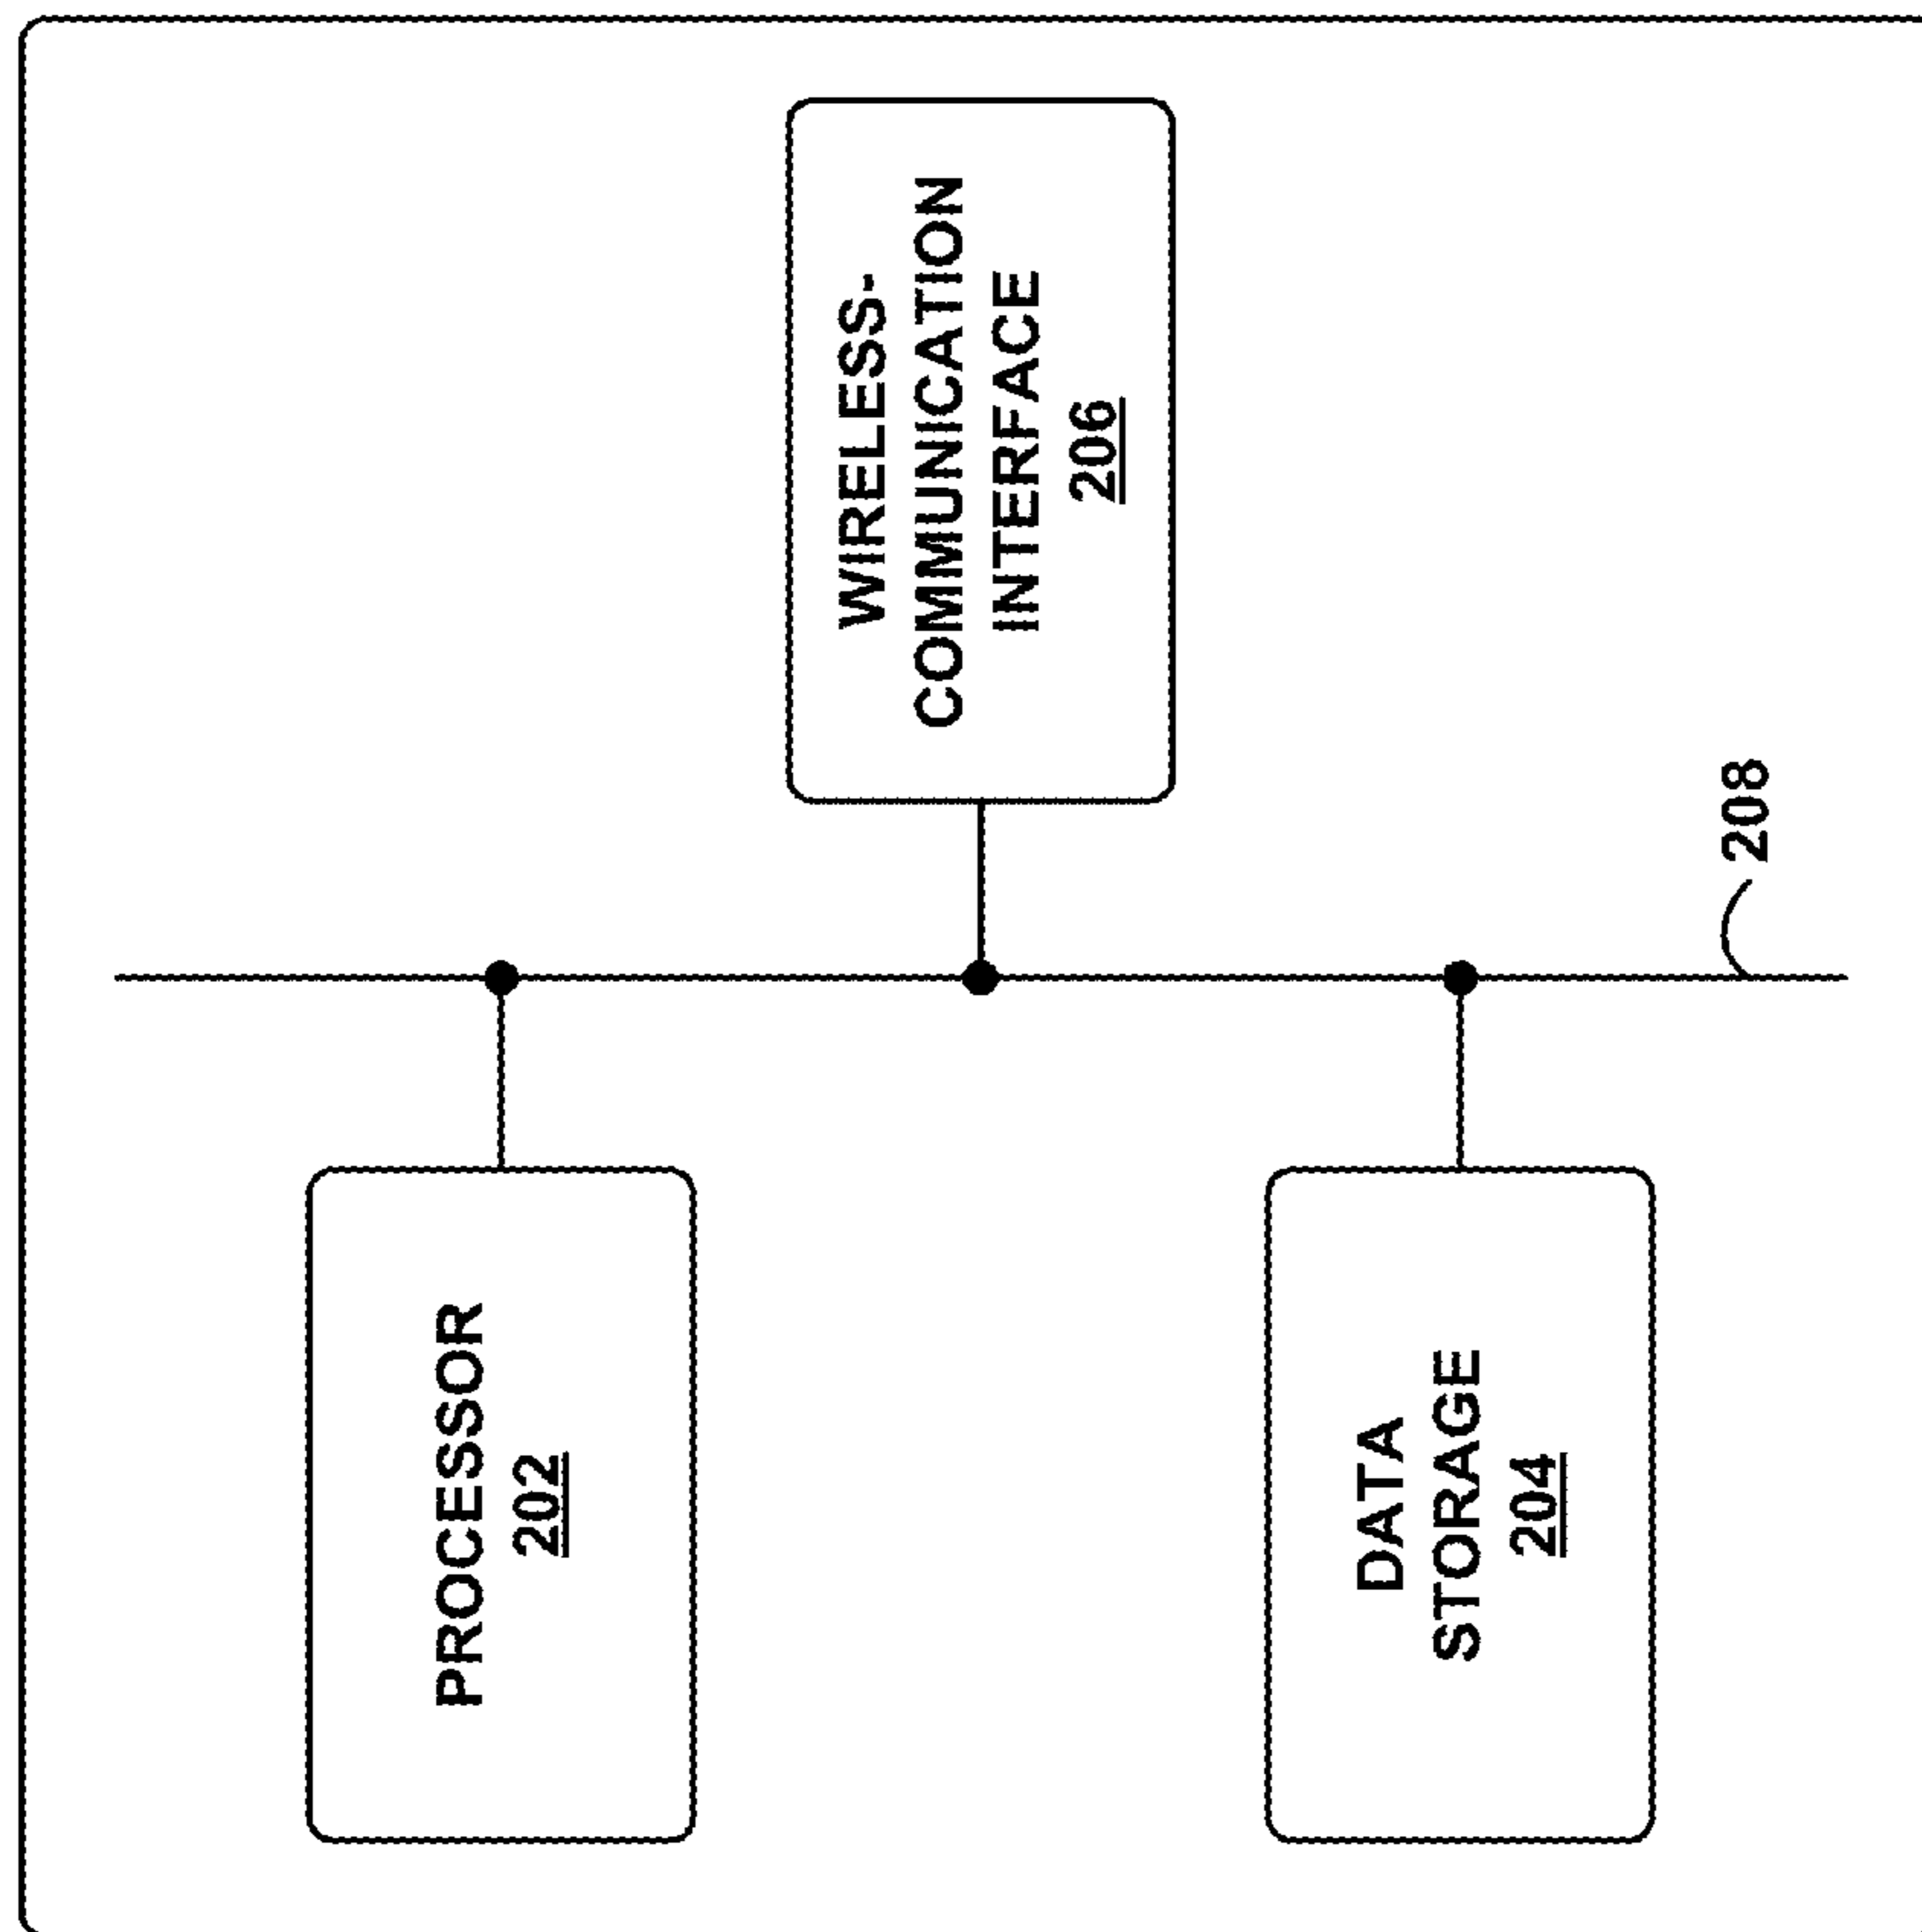 PROCESSOR
202
DATA
STORAGE
204
WIRELESS-
COMMUNICATION
INTERFACE
206
208